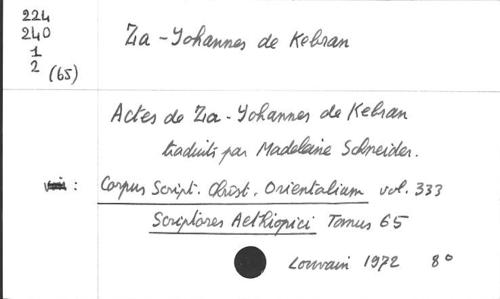 224
240
1
2 (65)
Za-Yohannes de Kebran
Actes de Za-Yohannes de Kebran
traduits par Madeleine Schneider.
: Corpus Script. Christ. Orientalium vol. 333
Scriptores Aethiopici Tomus 65
Louvain 1972 8º